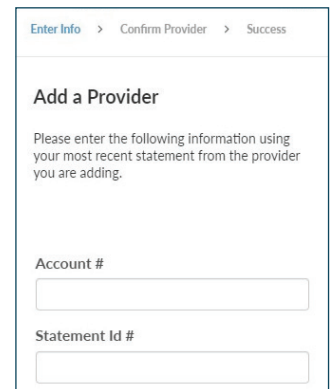 Enter Info > Confirm Provider > Success
Add a Provider
Please enter the following information using
your most recent statement from the provider
you are adding.
Account #
Statement Id #